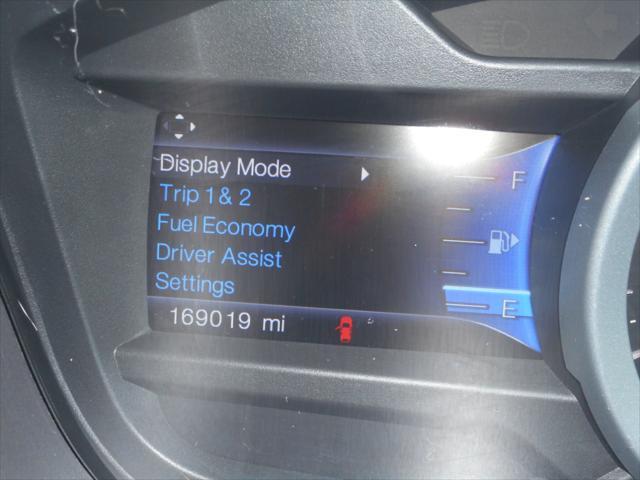 Display Mode
Trip 1 & 2
Fuel Economy
Driver Assist
Settings
169019 mi
F
E